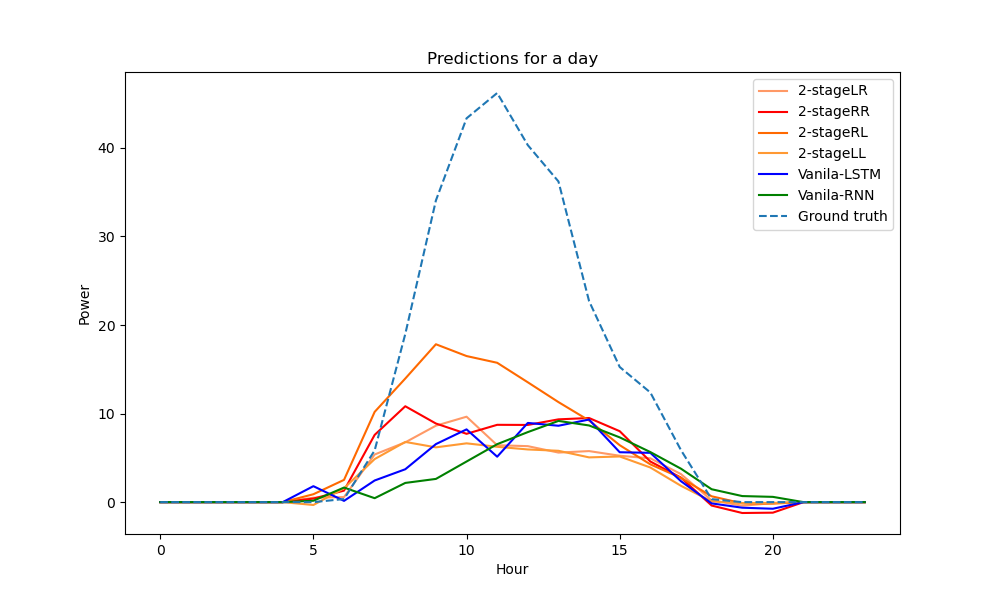 Predictions for a day
2-stageLR
2-stageRR
2-stageRL
2-stageLL
Vanila-LSTM
Vanila-RNN
Ground truth
40
30
20
10
0
Power
0 5 10 15 20
Hour